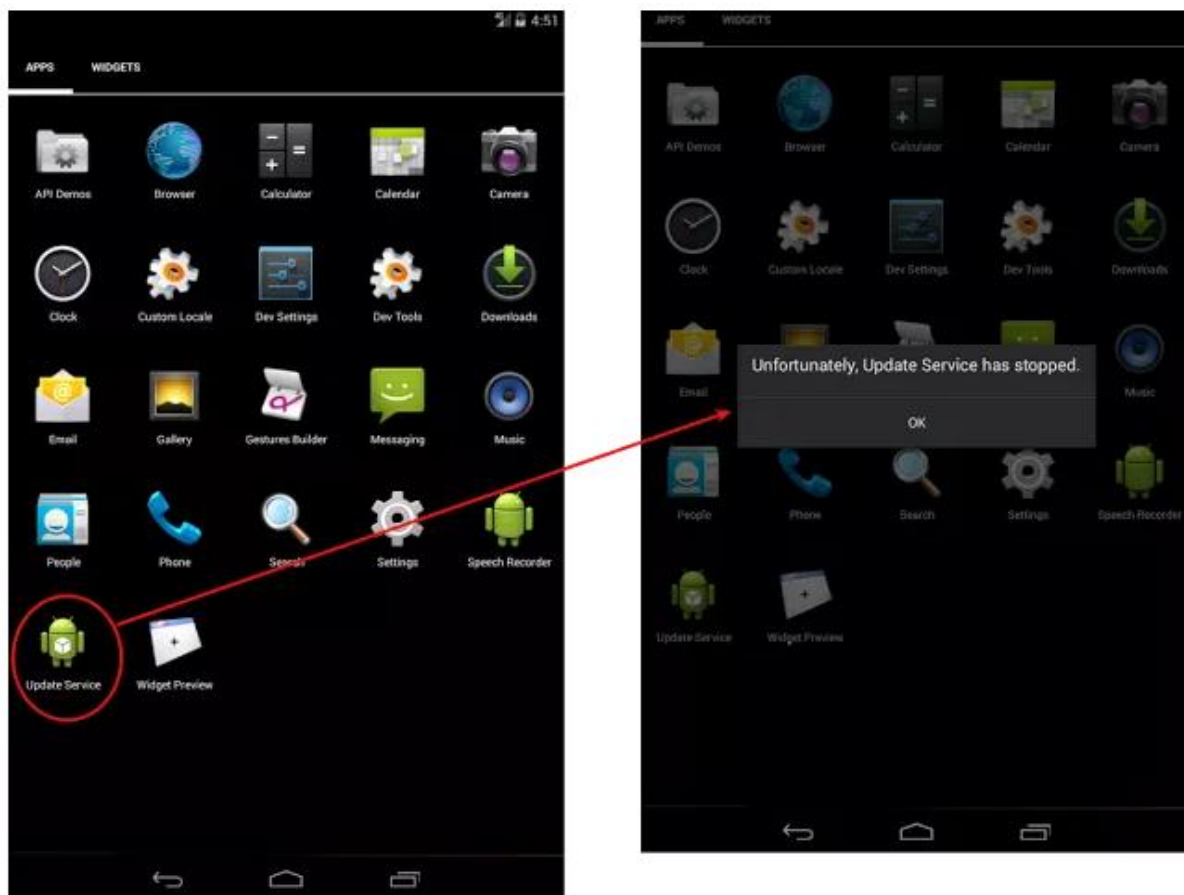 4:51
APPS WIDGETS
API Demos Browser Calculator Calendar Camera
Clock Custom Locale Dev Settings Dev Tools Downloads
Email Gallery Gestures Builder Messaging Music
People Phone Search Settings Speech Recorder
Update Service Widget Preview
APPS WIDGETS
API Demos Browser Calculator Calendar Camera
Clock Custom Locale Dev Settings Dev Tools Downloads
Unfortunately, Update Service has stopped.
Email Music
OK
People Phone Search Settings Speech Recorder
Update Service Widget Preview